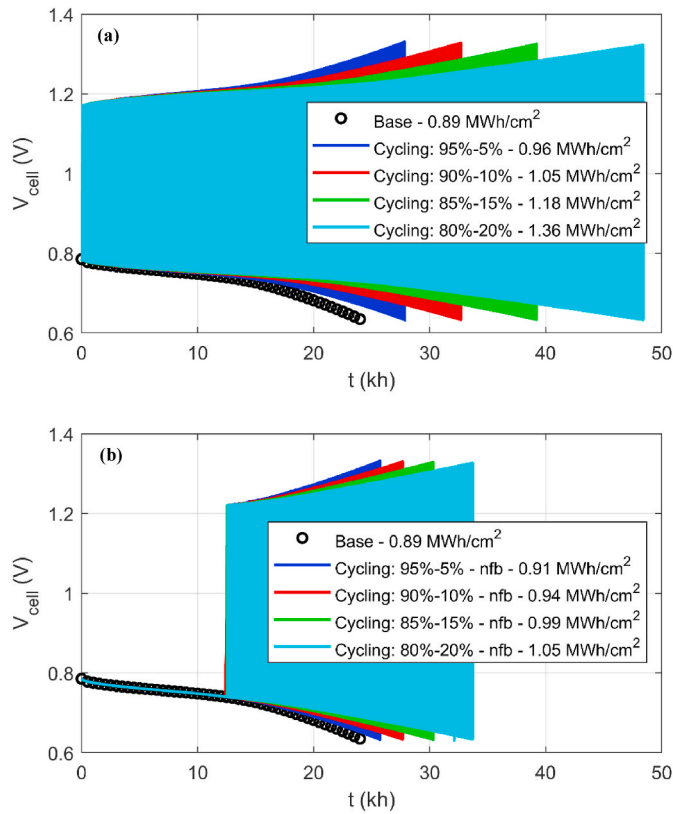 (a)
1.4
1.2
1
0.8
0.6
V_cell (V)
Base - 0.89 MWh/cm²
Cycling: 95%-5% - 0.96 MWh/cm²
Cycling: 90%-10% - 1.05 MWh/cm²
Cycling: 85%-15% - 1.18 MWh/cm²
Cycling: 80%-20% - 1.36 MWh/cm²
0 10 20 30 40 50
t (kh)
(b)
1.4
1.2
1
0.8
0.6
V_cell (V)
Base - 0.89 MWh/cm²
Cycling: 95%-5% - nfb - 0.91 MWh/cm²
Cycling: 90%-10% - nfb - 0.94 MWh/cm²
Cycling: 85%-15% - nfb - 0.99 MWh/cm²
Cycling: 80%-20% - nfb - 1.05 MWh/cm²
0 10 20 30 40 50
t (kh)